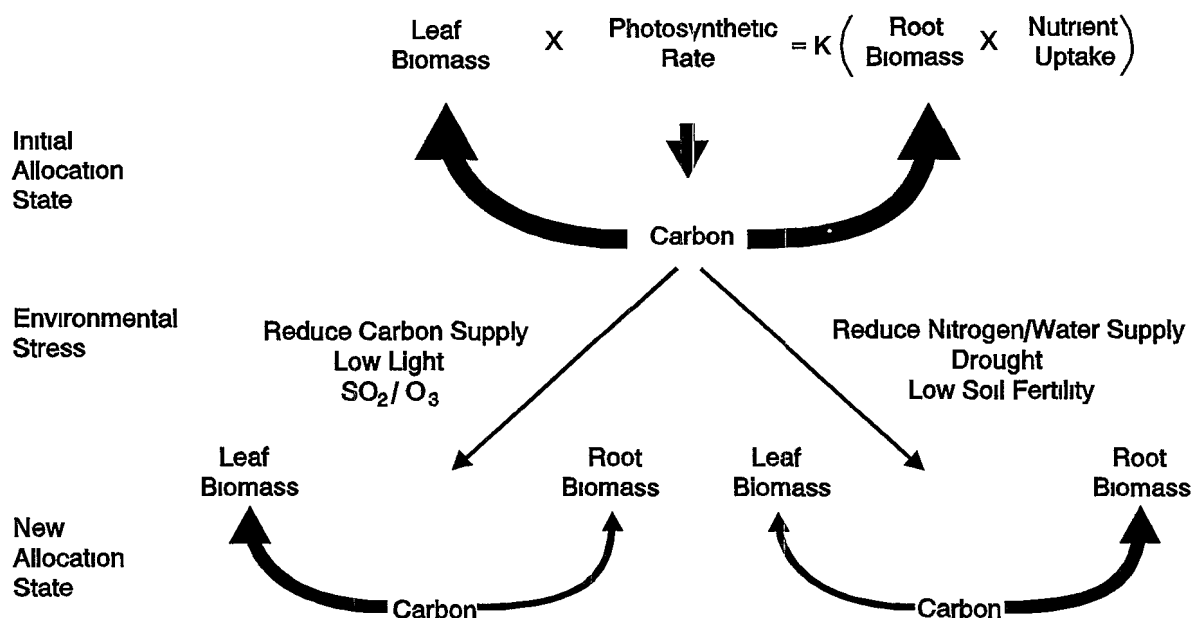 Leaf Biomass X Photosynthetic Rate = K ( Root Biomass X Nutrient Uptake )
Initial
Allocation
State
Carbon
Environmental
Stress
Reduce Carbon Supply
Low Light
SO₂/ O₃
Reduce Nitrogen/Water Supply
Drought
Low Soil Fertility
Leaf
Biomass
Root
Biomass
Leaf
Biomass
Root
Biomass
New
Allocation
State
Carbon
Carbon